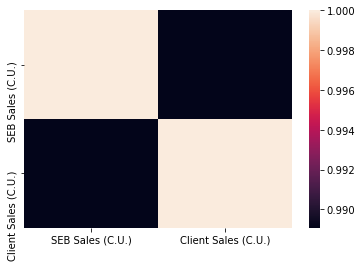 1.000
0.998
0.996
0.994
0.992
0.990
SEB Sales (C.U.)
Client Sales (C.U.)
SEB Sales (C.U.) Client Sales (C.U.)